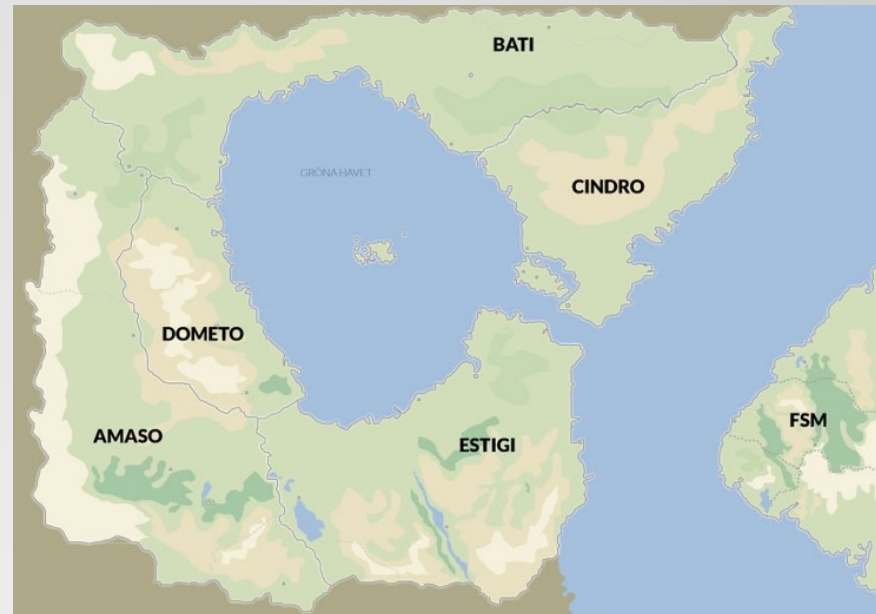 BATI
GRÖNA HAVET
CINDRO
DOMETO
FSM
AMASO
ESTIGI